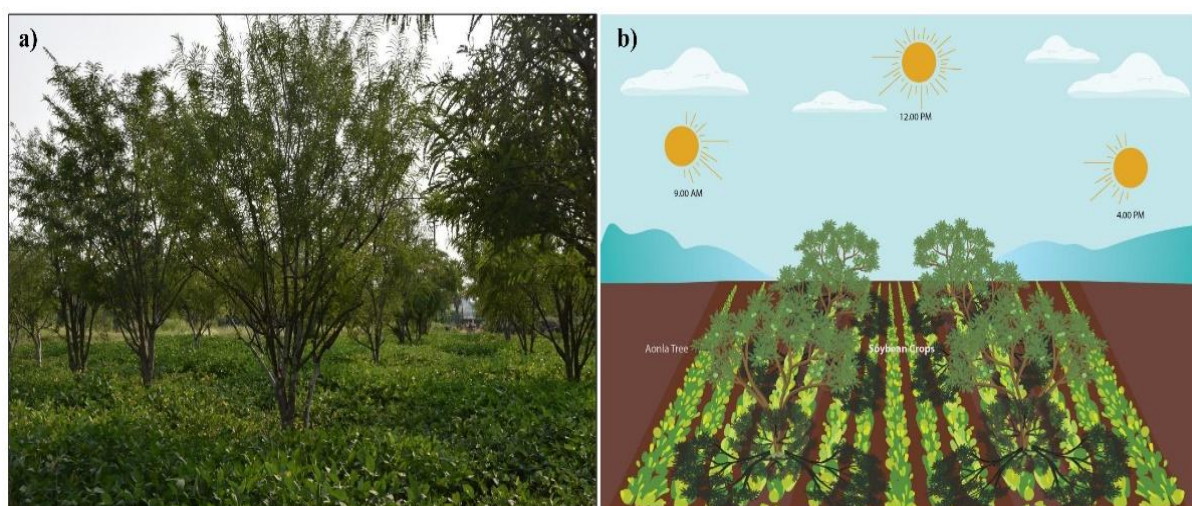 a)
b)
12.00 PM
9.00 AM
4.00 PM
Aonla Tree
Soybean Crops